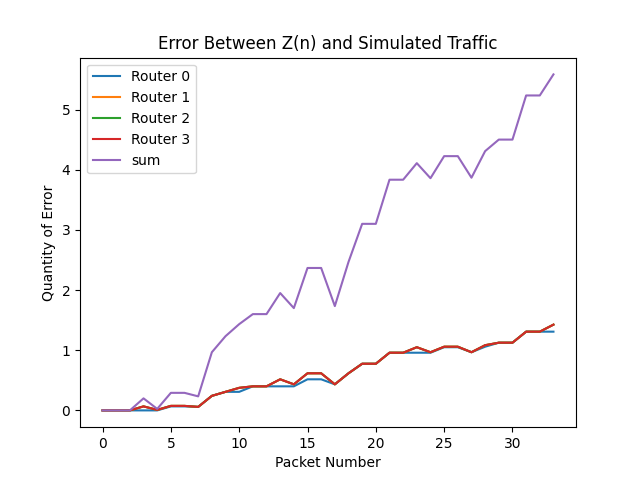 Error Between Z(n) and Simulated Traffic
Router 0
Router 1
Router 2
Router 3
sum
Quantity of Error
5
4
3
2
1
0
0 5 10 15 20 25 30
Packet Number